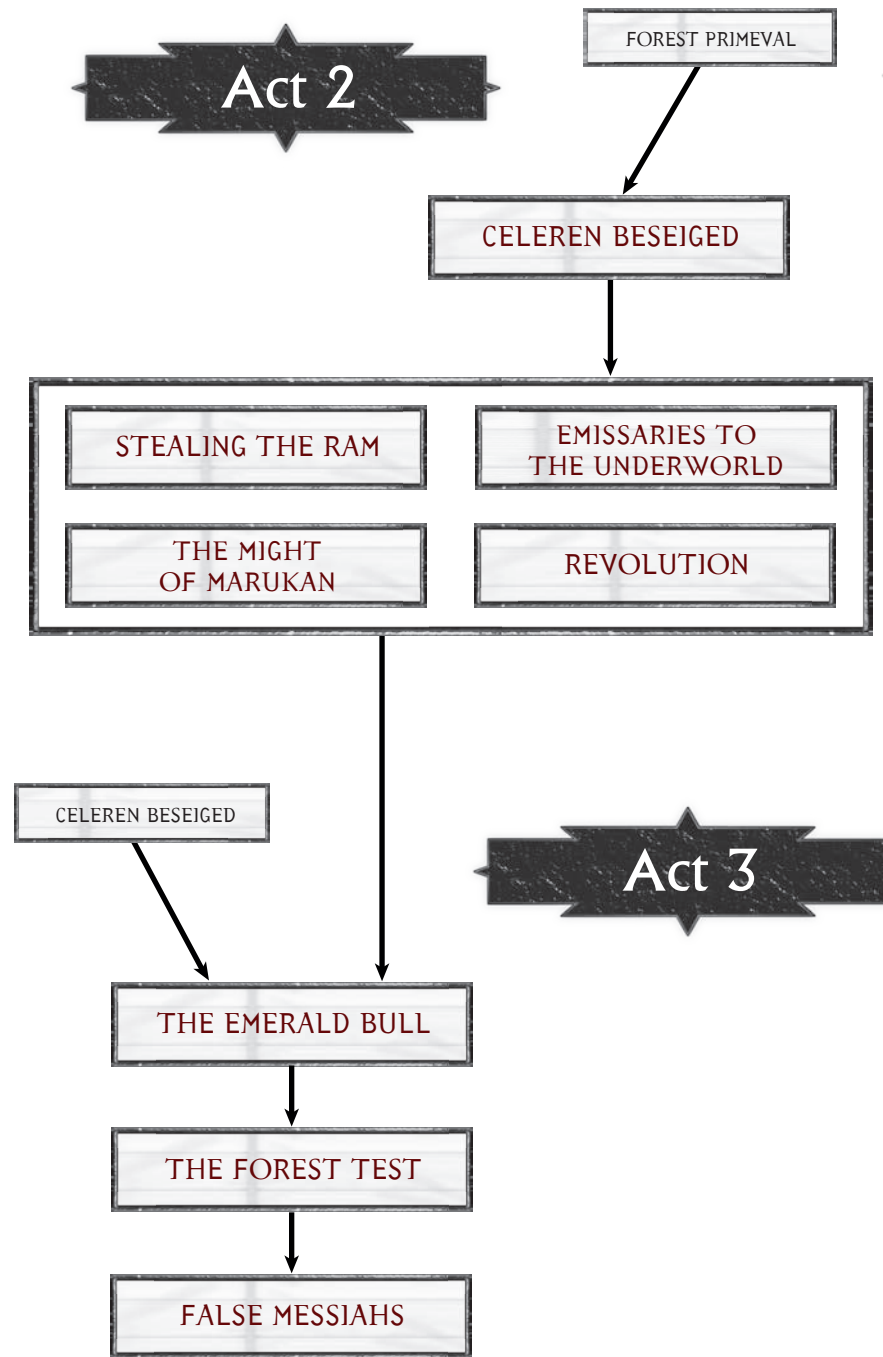 Act 2
FOREST PRIMEVAL
CELEREN BESEIGED
STEALING THE RAM
EMISSARIES TO
THE UNDERWORLD
THE MIGHT
OF MARUKAN
REVOLUTION
CELEREN BESEIGED
Act 3
THE EMERALD BULL
THE FOREST TEST
FALSE MESSIAHS